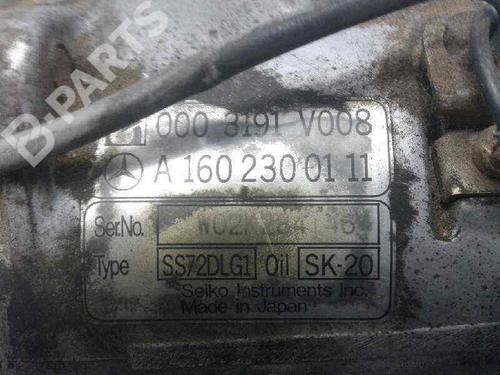 B-PARTS
000 3191 V008
A 160 230 01 11
Ser.No.
Type SS72DLG1 Oil SK-20
Seiko Instruments Inc.
Made in Japan